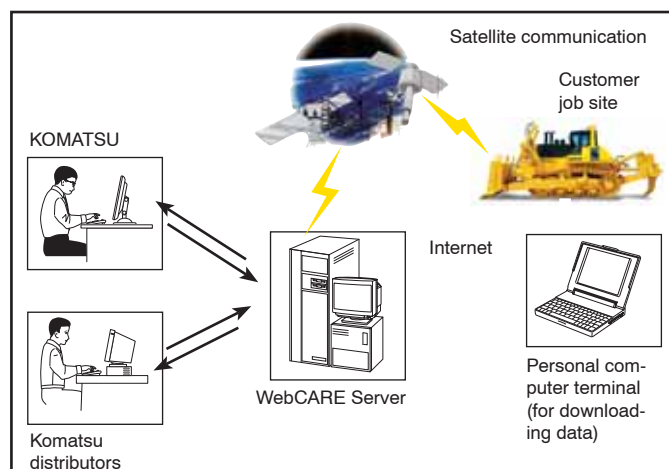 Satellite communication
Customer
job site
KOMATSU
Internet
WebCARE Server
Personal com-
puter terminal
(for download-
ing data)
Komatsu
distributors